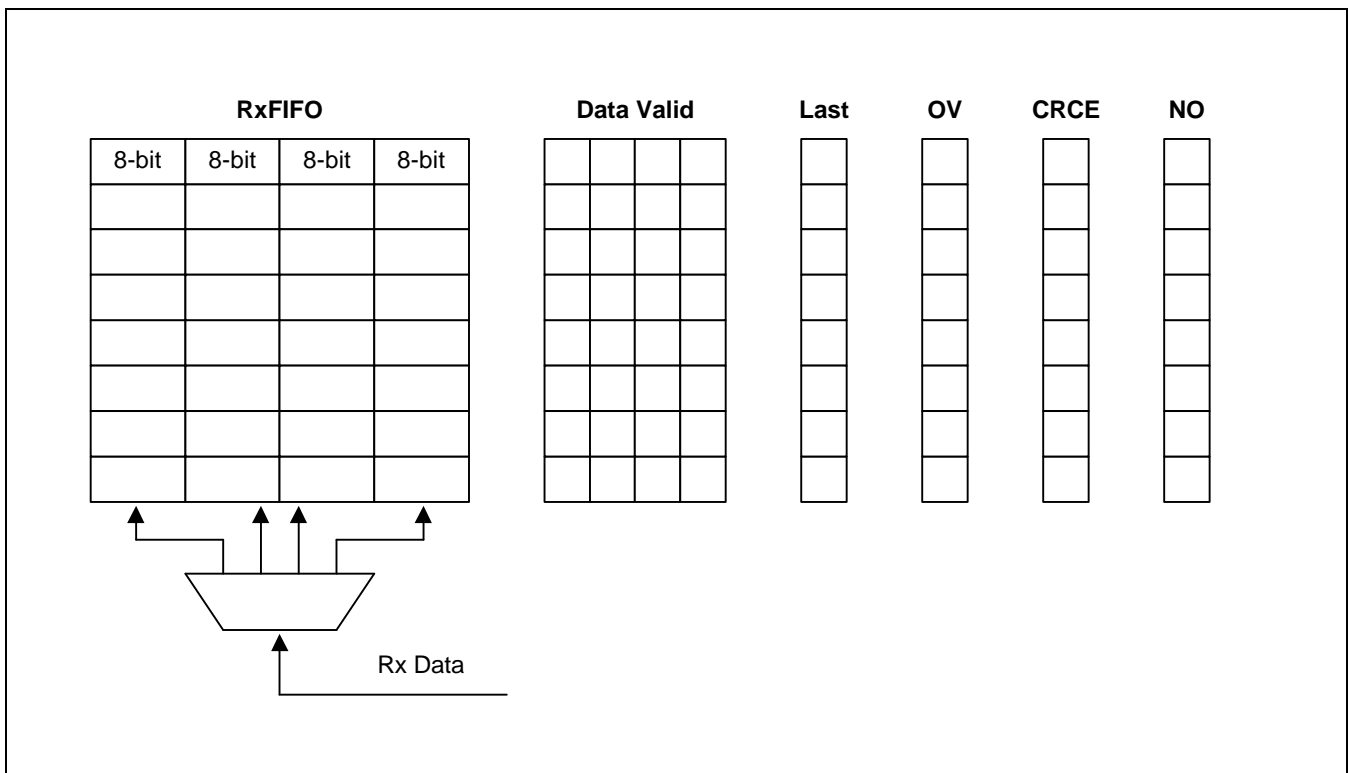 RxFIFO Data Valid Last OV CRCE NO
8-bit 8-bit 8-bit 8-bit
Rx Data